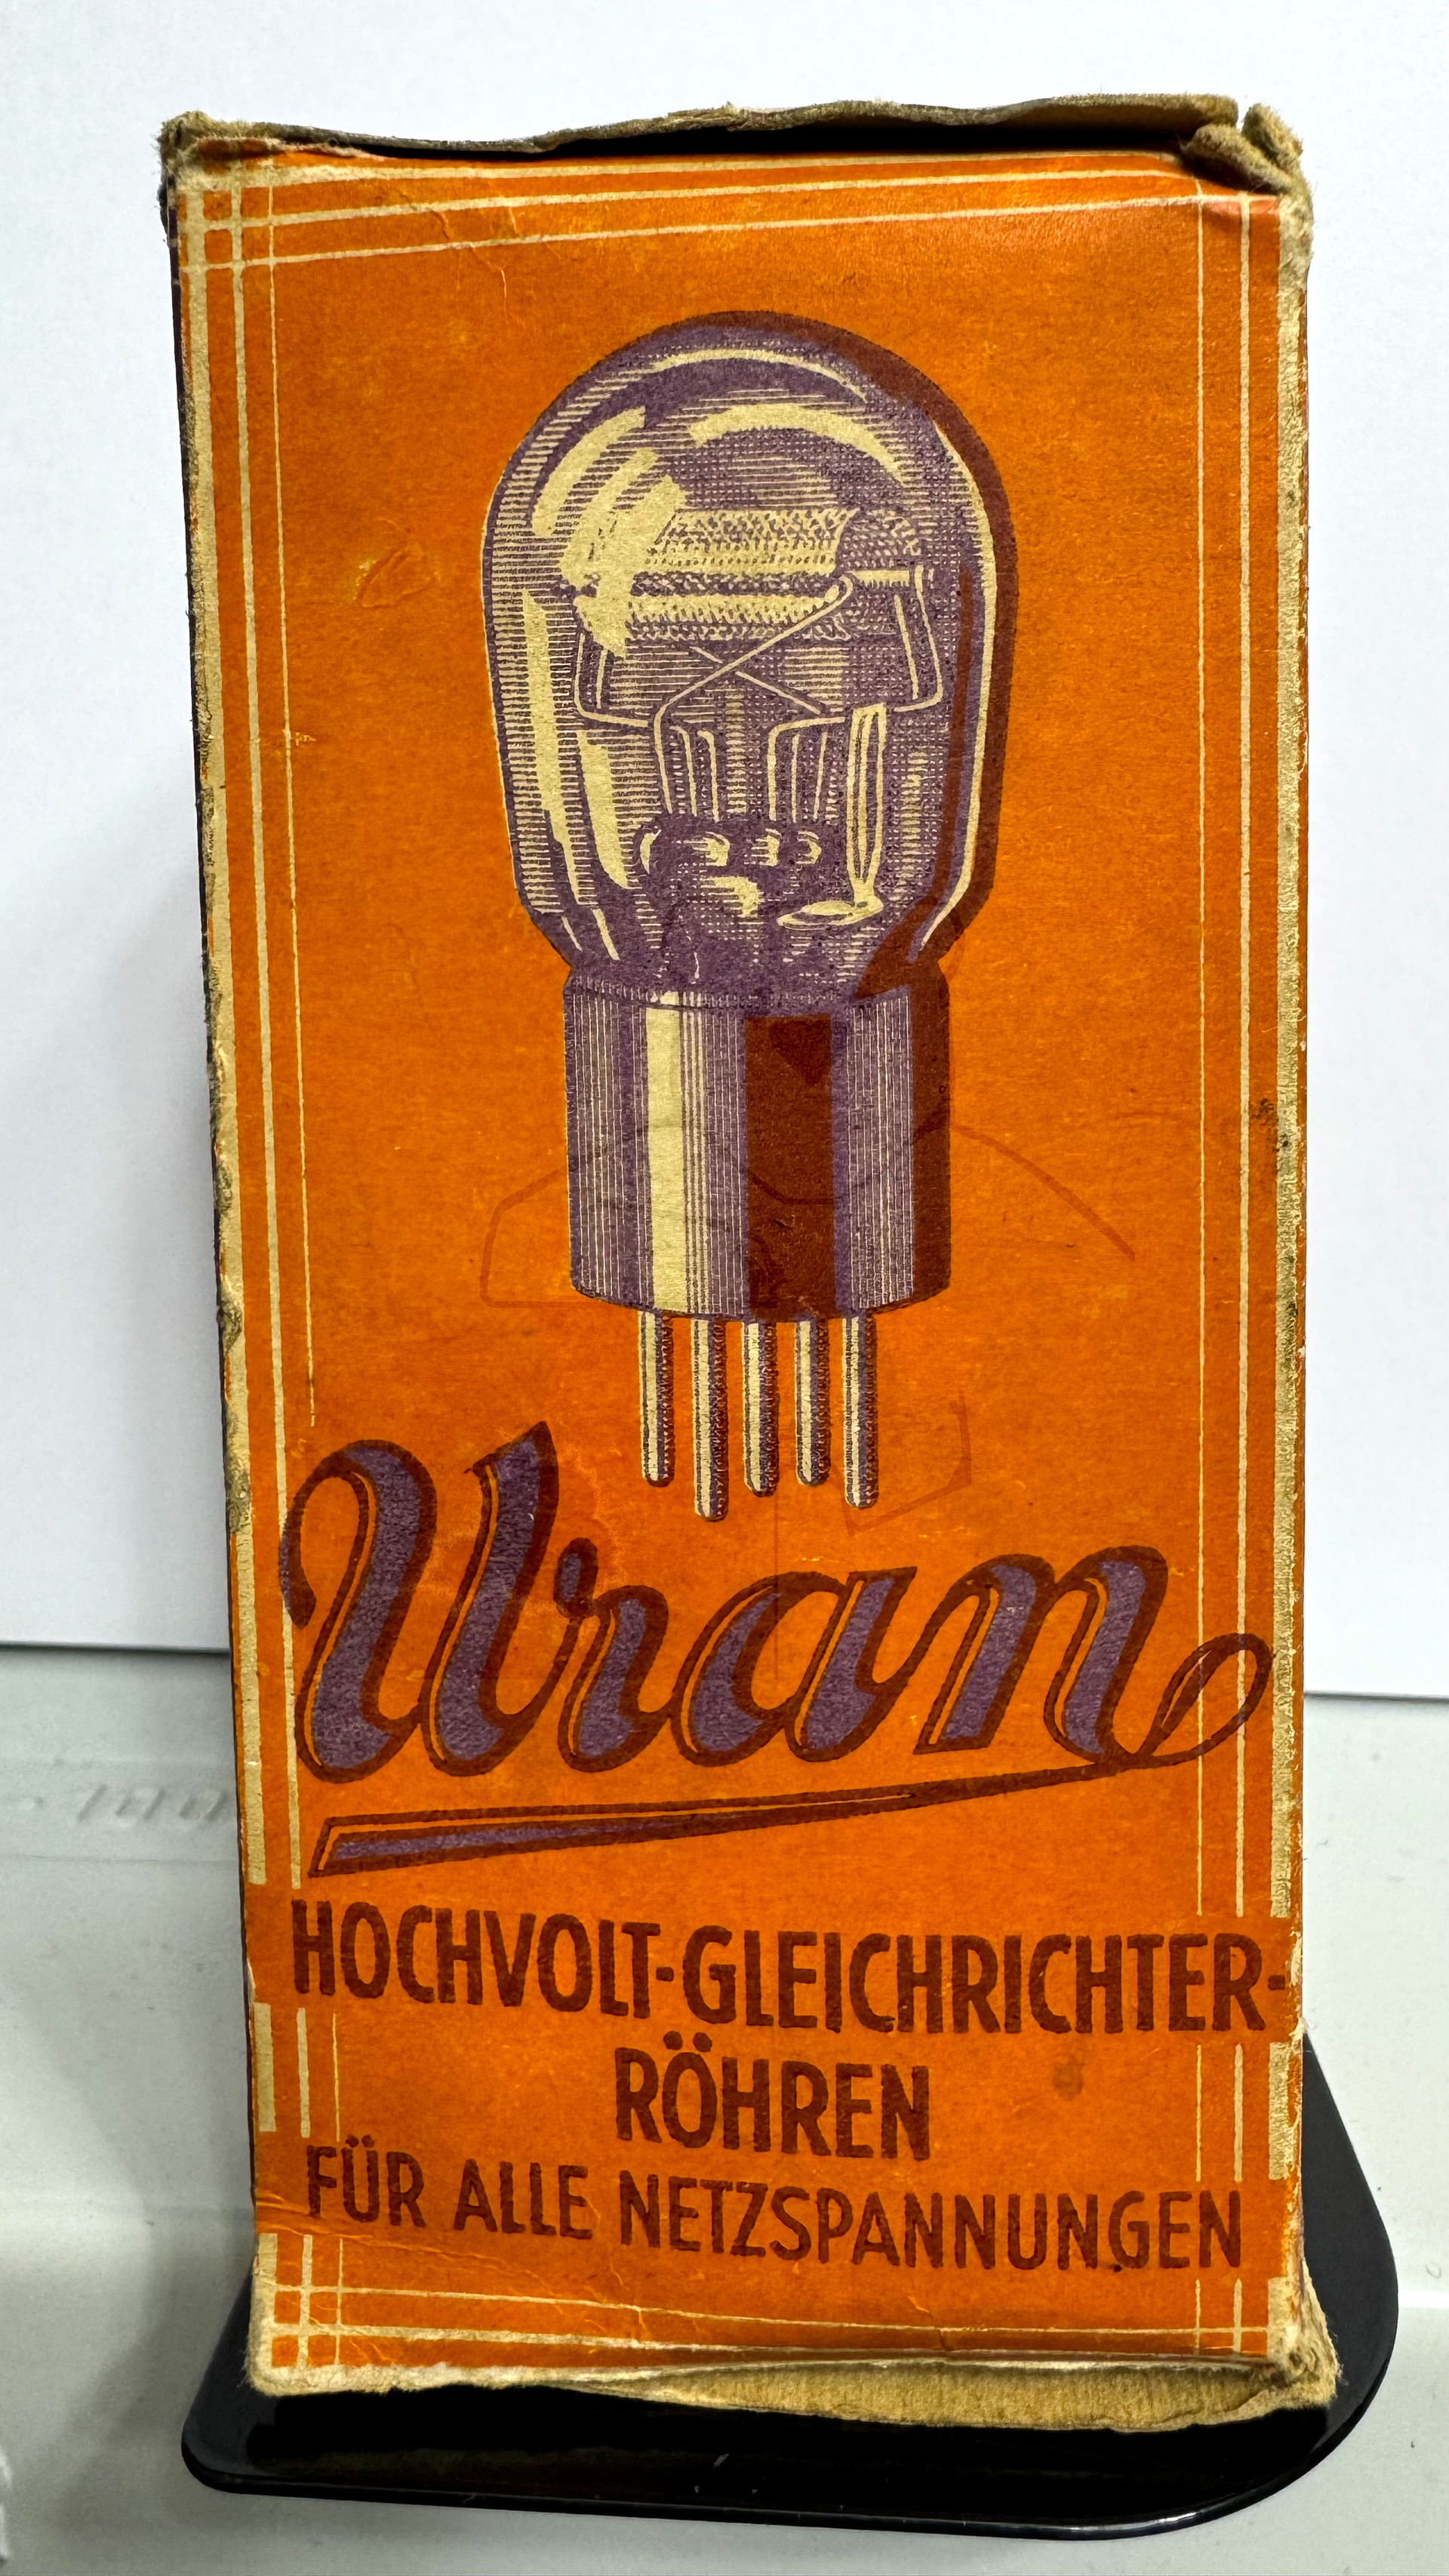 Uran
HOCHVOLT-GLEICHRICHTER-
RÖHREN
FÜR ALLE NETZSPANNUNGEN